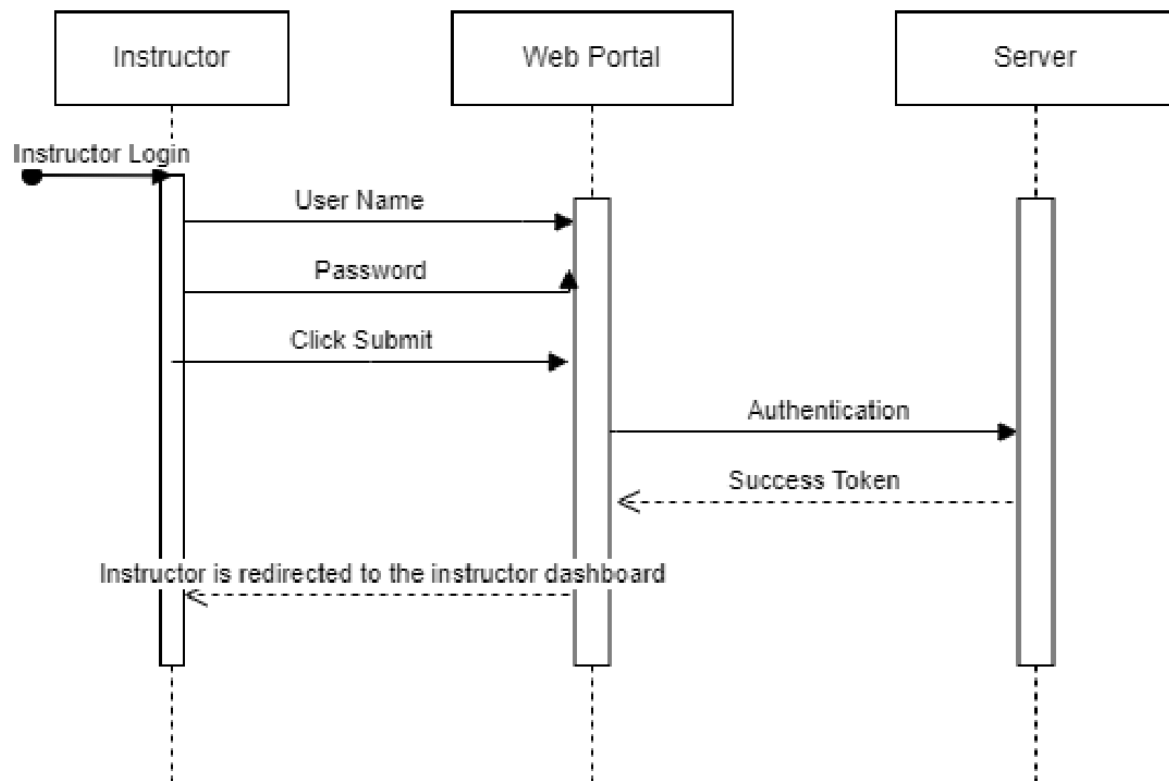 Instructor
Web Portal
Server
Instructor Login
User Name
Password
Click Submit
Authentication
Success Token
Instructor is redirected to the instructor dashboard